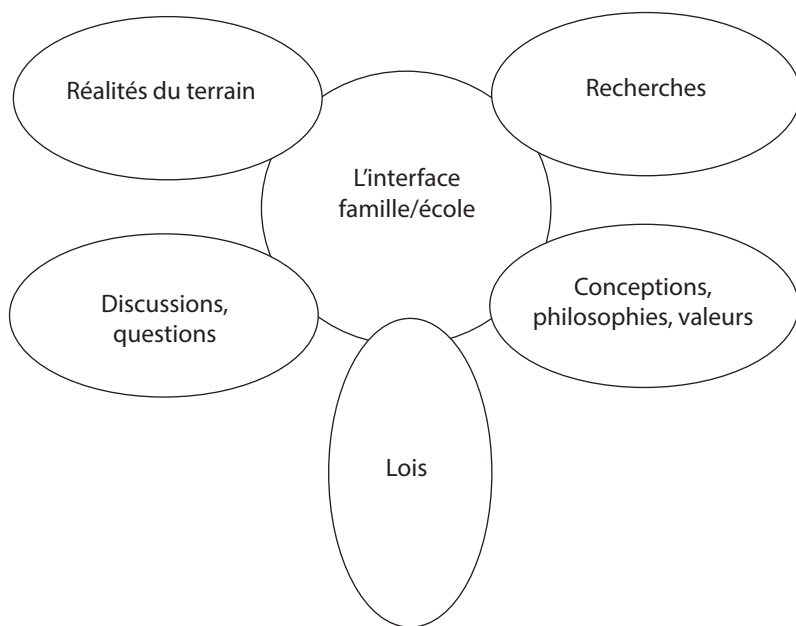 Réalités du terrain
Recherches
L’interface
famille/école
Discussions,
questions
Conceptions,
philosophies, valeurs
Lois